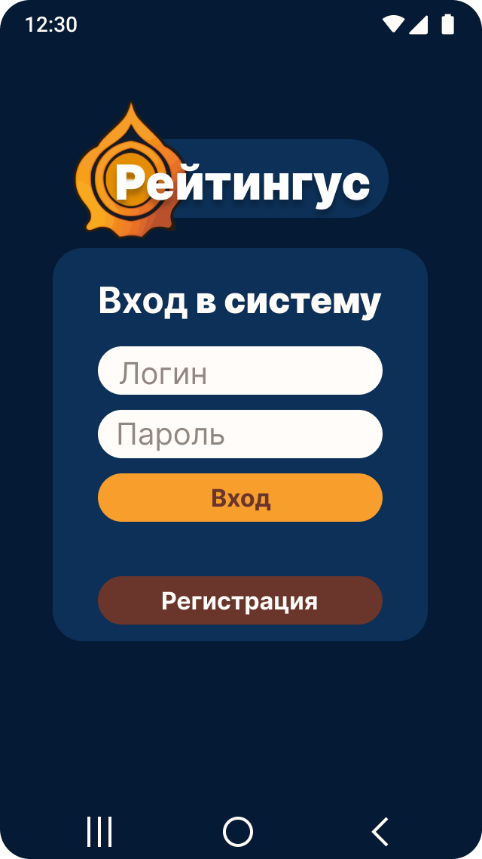 12:30
Рейтингус
Вход в систему
Логин
Пароль
Вход
Регистрация